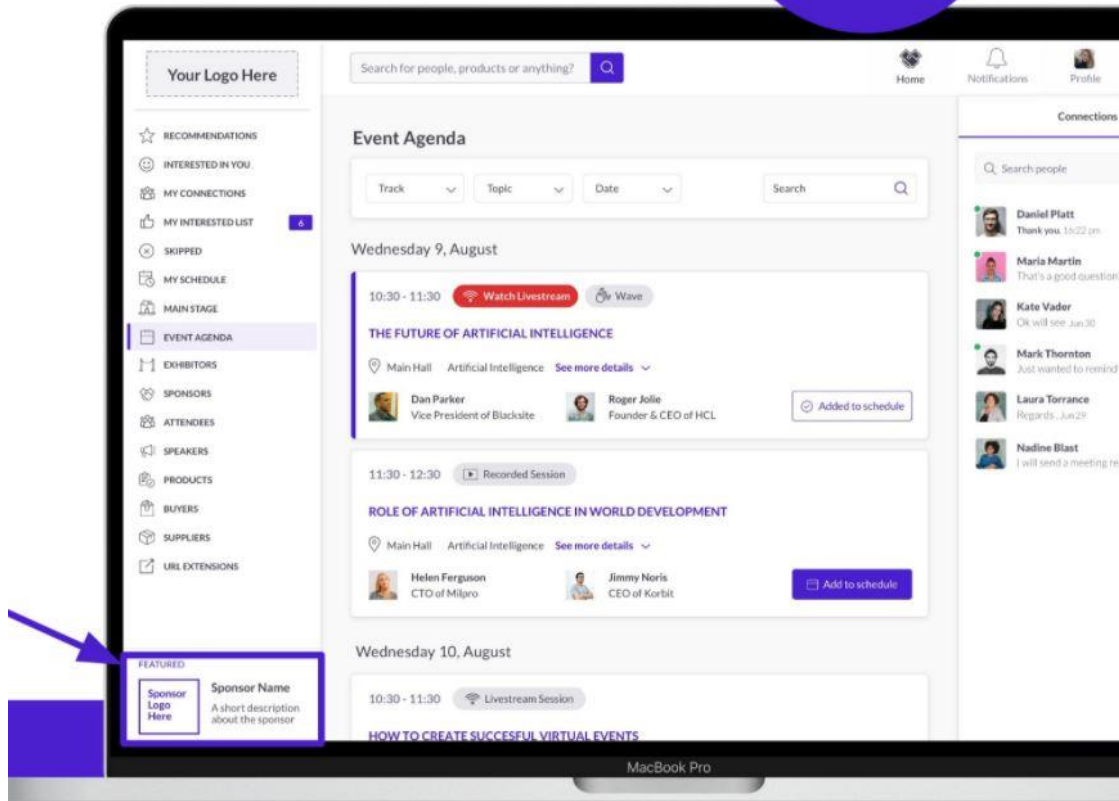 Your Logo Here
Search for people, products or anything?
Home
Notifications
Profile
RECOMMENDATIONS
INTERESTED IN YOU
MY CONNECTIONS
MY INTERESTED LIST 6
SKIPPED
MY SCHEDULE
MAIN STAGE
EVENT AGENDA
EXHIBITORS
SPONSORS
ATTENDEES
SPEAKERS
PRODUCTS
BUYERS
SUPPLIERS
URL EXTENSIONS
FEATURED
Sponsor
Logo
Here
Sponsor Name
A short description
about the sponsor
Event Agenda
Track Topic Date Search
Wednesday 9, August
10:30 - 11:30 Watch Livestream Wave
THE FUTURE OF ARTIFICIAL INTELLIGENCE
Main Hall Artificial Intelligence See more details
Dan Parker
Vice President of Blacksite
Roger Jolie
Founder & CEO of HCL
Added to schedule
11:30 - 12:30 Recorded Session
ROLE OF ARTIFICIAL INTELLIGENCE IN WORLD DEVELOPMENT
Main Hall Artificial Intelligence See more details
Helen Ferguson
CTO of Milpro
Jimmy Noris
CEO of Korbit
Add to schedule
Wednesday 10, August
10:30 - 11:30 Livestream Session
HOW TO CREATE SUCCESFUL VIRTUAL EVENTS
Connections
Search people
Daniel Platt
Thank you. 16:22 pm
Maria Martin
That's a good question
Kate Vader
Ok will see Jun 30
Mark Thornton
Just wanted to remind
Laura Torrance
Regards . Jun 29
Nadine Blast
I will send a meeting re
MacBook Pro